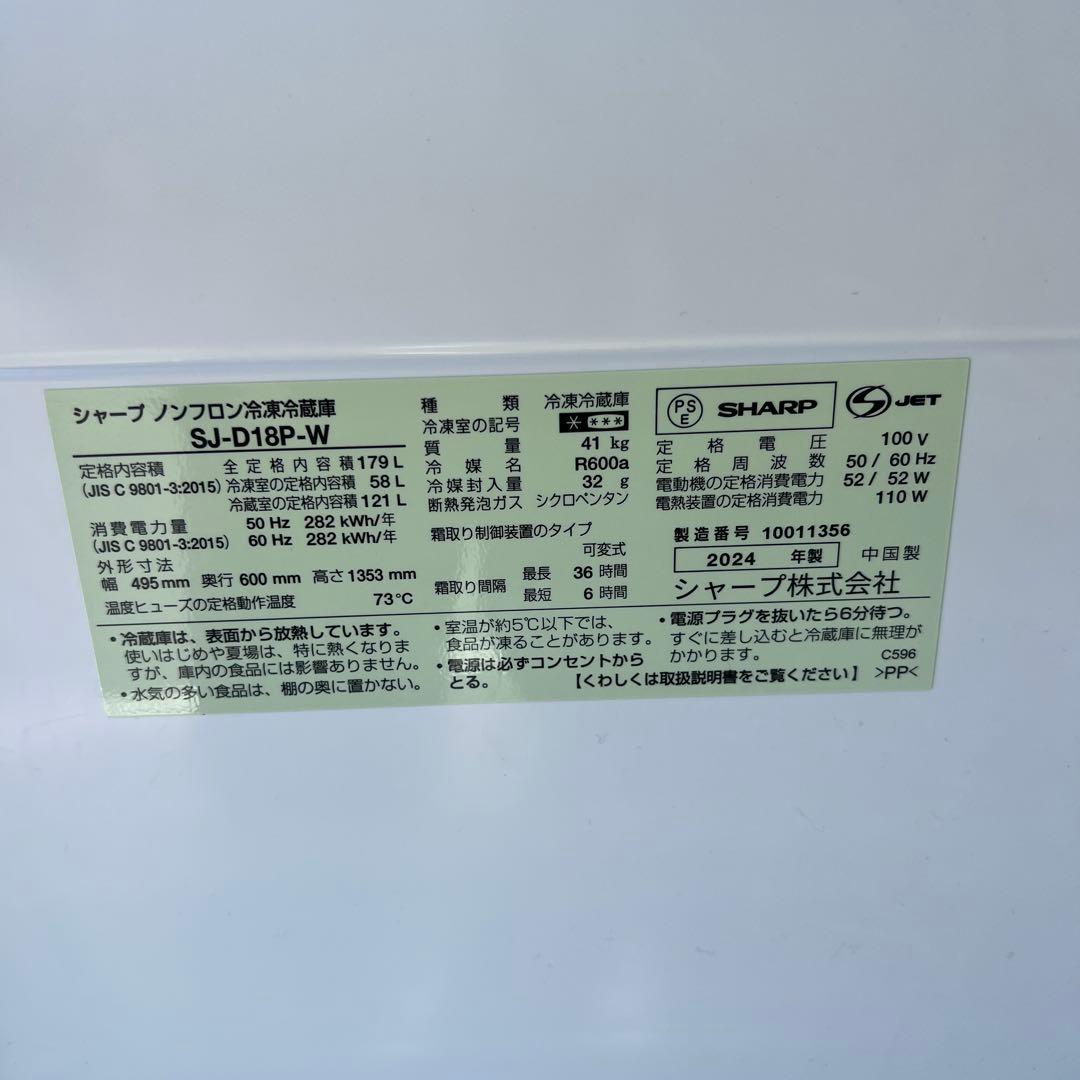 シャープ ノンフロン冷凍冷蔵庫
SJ-D18P-W
定格内容積 全定格内容積 179 L
(JIS C 9801-3:2015) 冷凍室の定格内容積 58 L
冷蔵室の定格内容積 121 L
消費電力量 50 Hz 282 kWh/年
(JIS C 9801-3:2015) 60 Hz 282 kWh/年
外形寸法
幅 495 mm 奥行 600 mm 高さ 1353 mm
温度ヒューズの定格動作温度 73℃
種類 冷凍冷蔵庫
冷凍室の記号 * ***
質量 41 kg
冷媒名 R600a
冷媒封入量 32 g
断熱発泡ガス シクロペンタン
霜取り制御装置のタイプ
可変式
霜取り間隔 最長 36 時間
最短 6 時間
PSE SHARP JET
定格電圧 100 V
定格周波数 50 / 60 Hz
電動機の定格消費電力 52 / 52 W
電熱装置の定格消費電力 110 W
製造番号 10011356
2024 年製 中国製
シャープ株式会社
・冷蔵庫は、表面から放熱しています。
使いはじめや夏場は、特に熱くなりま
すが、庫内の食品には影響ありません。
・水気の多い食品は、棚の奥に置かない。
・室温が約5℃以下では、
食品が凍ることがあります。
・電源は必ずコンセントから
とる。
・電源プラグを抜いたら6分待つ。
すぐに差し込むと冷蔵庫に無理が
かかります。 C596
【くわしくは取扱説明書をご覧ください】 >PP<